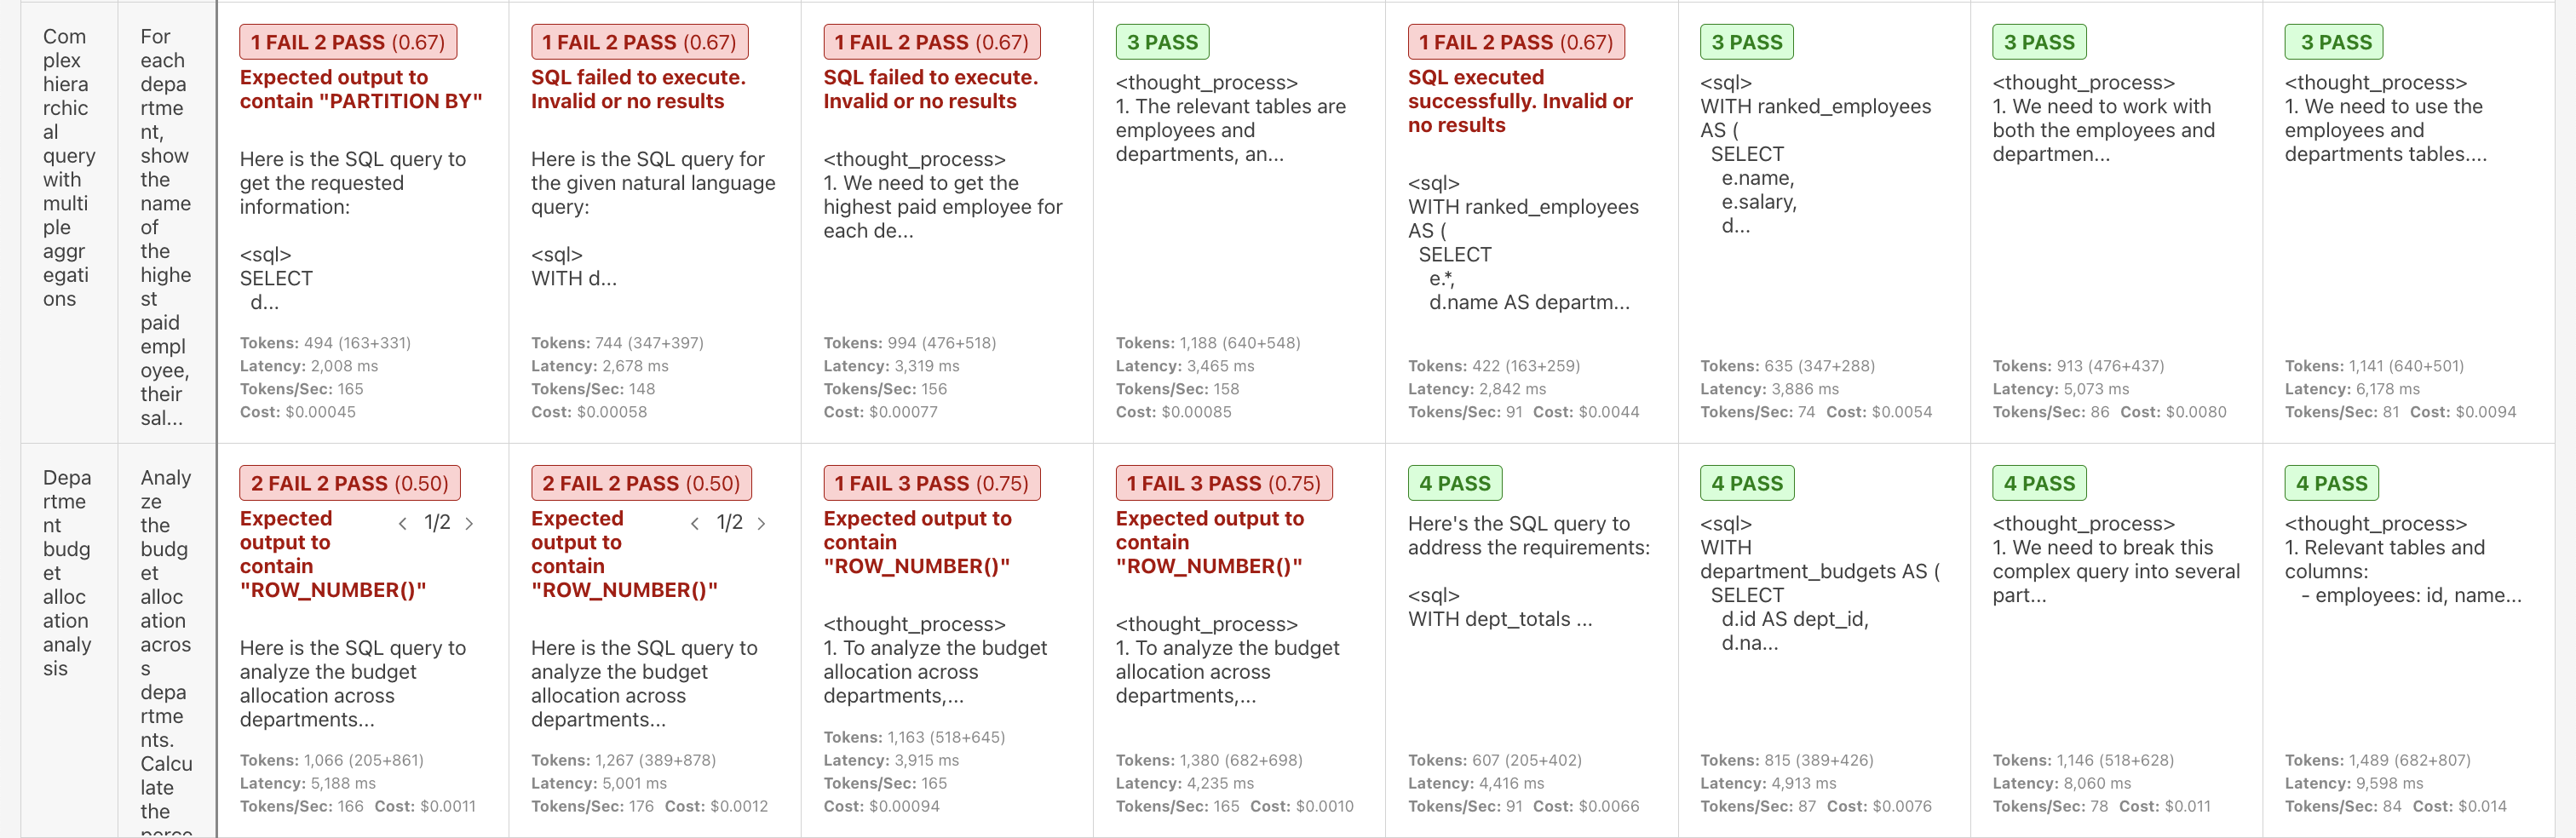 Com
plex
hiera
rchic
al
query
with
multi
ple
aggr
egati
ons
For
each
depa
rtme
nt,
show
the
name
of
the
highe
st
paid
empl
oyee,
their
sal...
1 FAIL 2 PASS (0.67)
Expected output to
contain "PARTITION BY"
Here is the SQL query to
get the requested
information:
<sql>
SELECT
d...
Tokens: 494 (163+331)
Latency: 2,008 ms
Tokens/Sec: 165
Cost: $0.00045
1 FAIL 2 PASS (0.67)
SQL failed to execute.
Invalid or no results
Here is the SQL query for
the given natural language
query:
<sql>
WITH d...
Tokens: 744 (347+397)
Latency: 2,678 ms
Tokens/Sec: 148
Cost: $0.00058
1 FAIL 2 PASS (0.67)
SQL failed to execute.
Invalid or no results
<thought_process>
1. We need to get the
highest paid employee for
each de...
Tokens: 994 (476+518)
Latency: 3,319 ms
Tokens/Sec: 156
Cost: $0.00077
3 PASS
<thought_process>
1. The relevant tables are
employees and
departments, an...
Tokens: 1,188 (640+548)
Latency: 3,465 ms
Tokens/Sec: 158
Cost: $0.00085
1 FAIL 2 PASS (0.67)
SQL executed
successfully. Invalid or
no results
<sql>
WITH ranked_employees
AS (
SELECT
e.*,
d.name AS departm...
Tokens: 422 (163+259)
Latency: 2,842 ms
Tokens/Sec: 91 Cost: $0.0044
3 PASS
<sql>
WITH ranked_employees
AS (
SELECT
e.name,
e.salary,
d...
Tokens: 635 (347+288)
Latency: 3,886 ms
Tokens/Sec: 74 Cost: $0.0054
3 PASS
<thought_process>
1. We need to work with
both the employees and
departmen...
Tokens: 913 (476+437)
Latency: 5,073 ms
Tokens/Sec: 86 Cost: $0.0080
3 PASS
<thought_process>
1. We need to use the
employees and
departments tables....
Tokens: 1,141 (640+501)
Latency: 6,178 ms
Tokens/Sec: 81 Cost: $0.0094
Depa
rtme
nt
budg
et
alloc
ation
analy
sis
Analy
ze
the
budg
et
alloc
ation
acros
s
depa
rtme
nts.
Calcu
late
the
perce
2 FAIL 2 PASS (0.50)
Expected
output to
contain
"ROW_NUMBER()"
< 1/2 >
Here is the SQL query to
analyze the budget
allocation across
departments...
Tokens: 1,066 (205+861)
Latency: 5,188 ms
Tokens/Sec: 166 Cost: $0.0011
2 FAIL 2 PASS (0.50)
Expected
output to
contain
"ROW_NUMBER()"
< 1/2 >
Here is the SQL query to
analyze the budget
allocation across
departments...
Tokens: 1,267 (389+878)
Latency: 5,001 ms
Tokens/Sec: 176 Cost: $0.0012
1 FAIL 3 PASS (0.75)
Expected output to
contain
"ROW_NUMBER()"
<thought_process>
1. To analyze the budget
allocation across
departments,...
Tokens: 1,163 (518+645)
Latency: 3,915 ms
Tokens/Sec: 165
Cost: $0.00094
1 FAIL 3 PASS (0.75)
Expected output to
contain
"ROW_NUMBER()"
<thought_process>
1. To analyze the budget
allocation across
departments,...
Tokens: 1,380 (682+698)
Latency: 4,235 ms
Tokens/Sec: 165 Cost: $0.0010
4 PASS
Here's the SQL query to
address the requirements:
<sql>
WITH dept_totals ...
Tokens: 607 (205+402)
Latency: 4,416 ms
Tokens/Sec: 91 Cost: $0.0066
4 PASS
<sql>
WITH
department_budgets AS (
SELECT
d.id AS dept_id,
d.na...
Tokens: 815 (389+426)
Latency: 4,913 ms
Tokens/Sec: 87 Cost: $0.0076
4 PASS
<thought_process>
1. We need to break this
complex query into several
part...
Tokens: 1,146 (518+628)
Latency: 8,060 ms
Tokens/Sec: 78 Cost: $0.011
4 PASS
<thought_process>
1. Relevant tables and
columns:
- employees: id, name...
Tokens: 1,489 (682+807)
Latency: 9,598 ms
Tokens/Sec: 84 Cost: $0.014